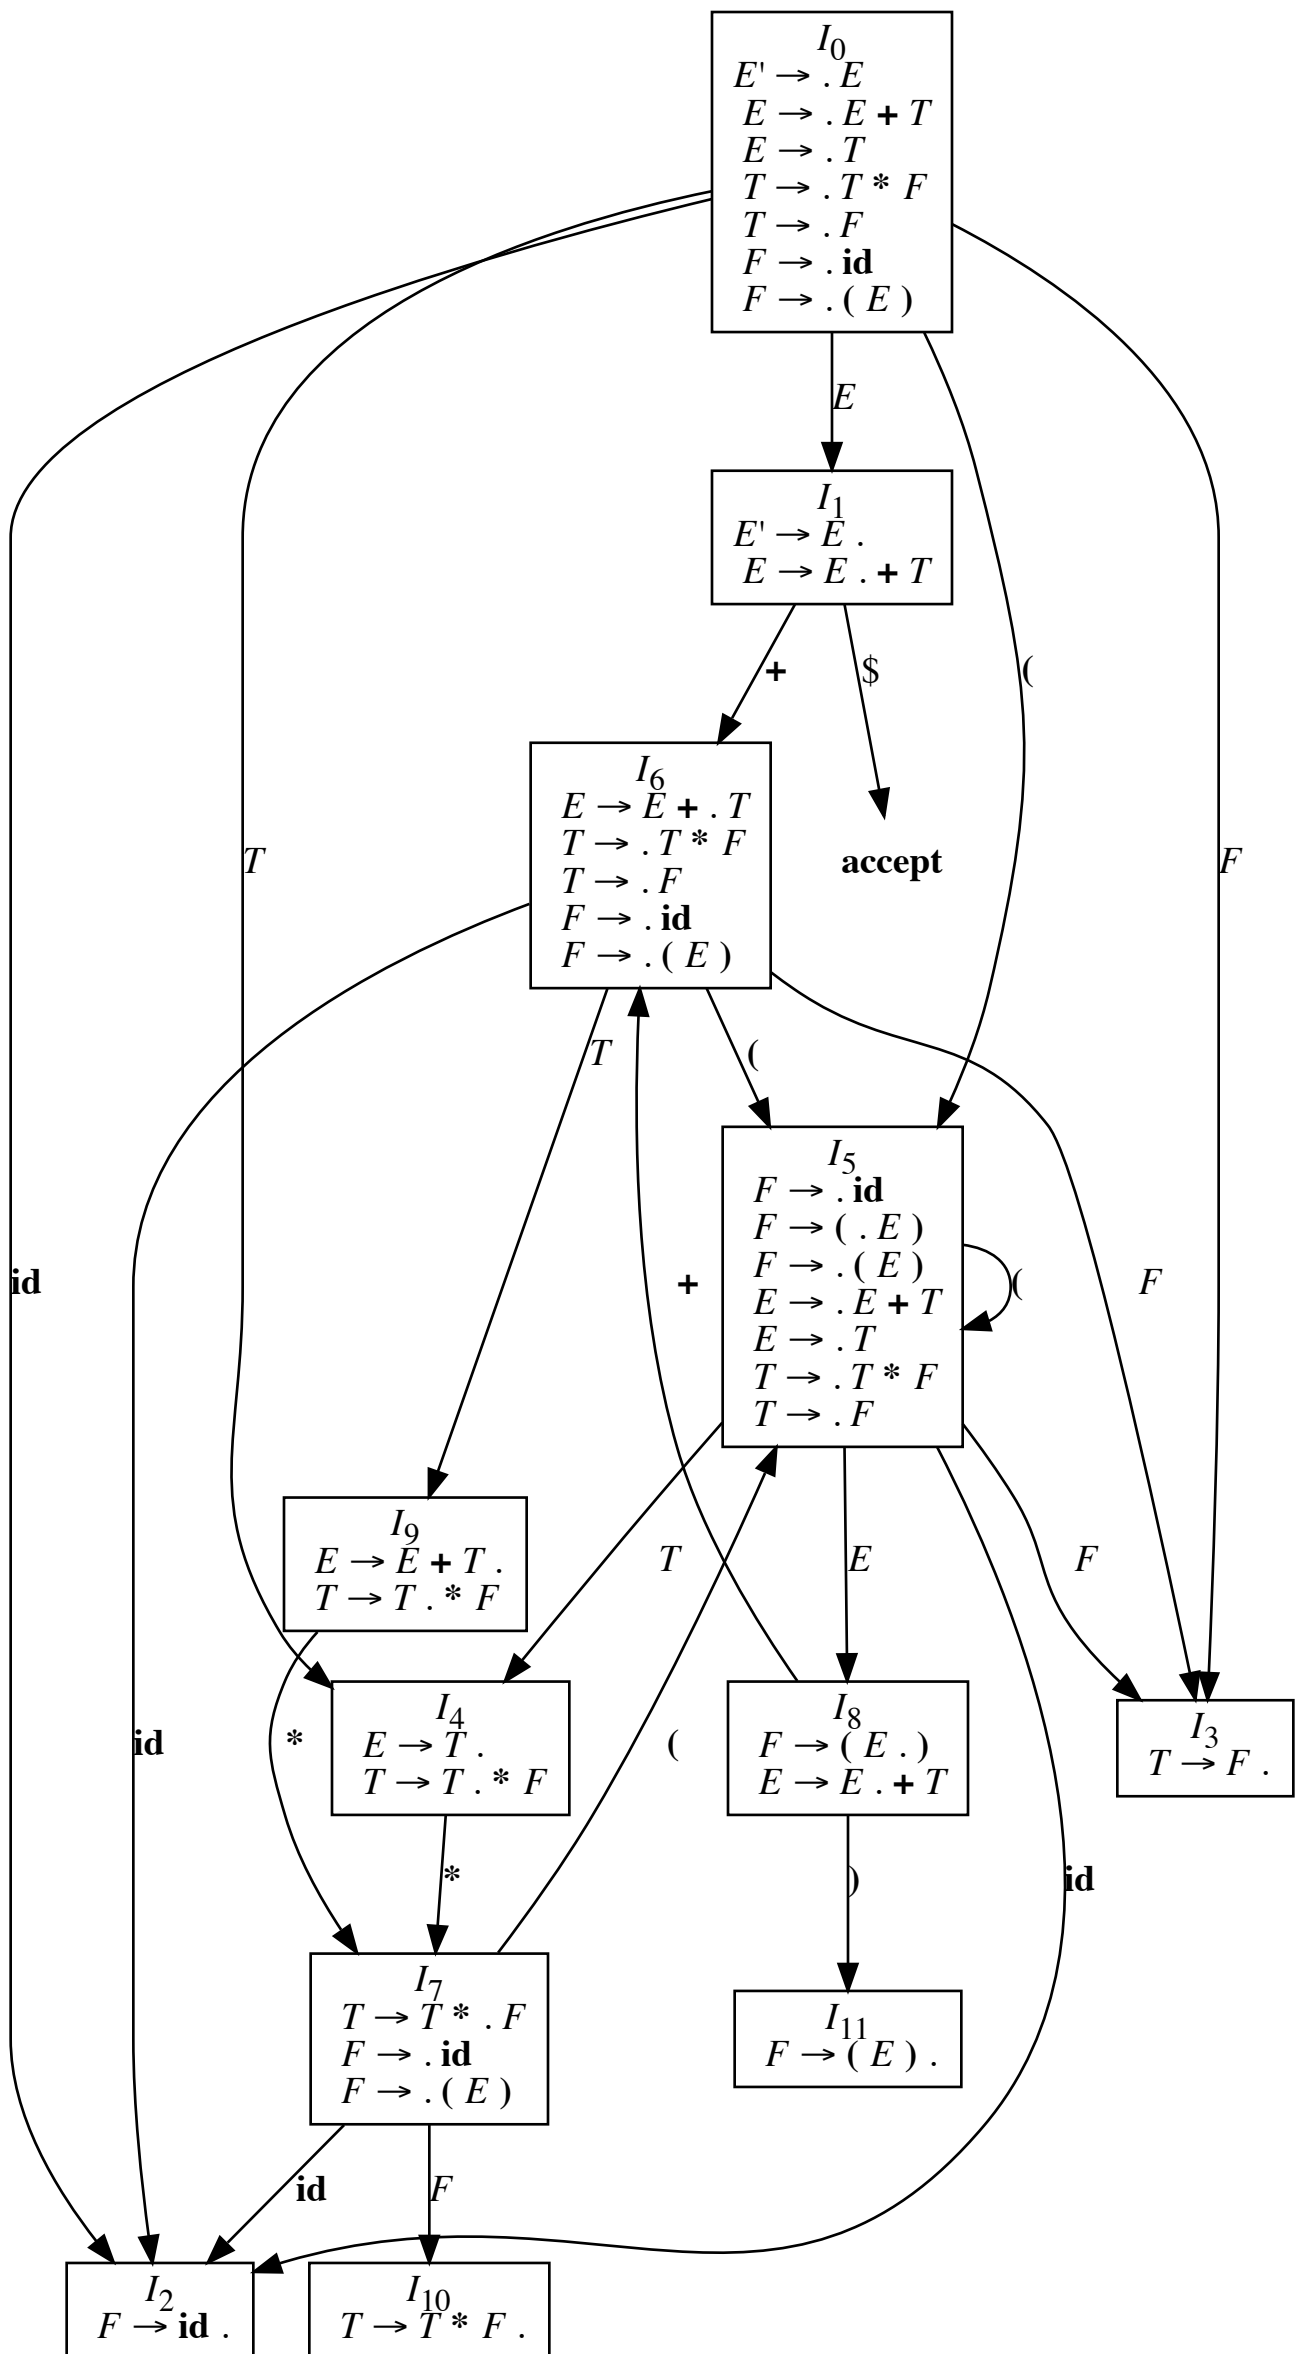 I0
E' → . E
E → . E + T
E → . T
T → . T * F
T → . F
F → . id
F → . ( E )
E
I1
E' → E .
E → E . + T
+
$
(
I6
E → E + . T
T → . T * F
T → . F
F → . id
F → . ( E )
accept
T
F
T
(
I5
F → . id
F → ( . E )
F → . ( E )
E → . E + T
E → . T
T → . T * F
T → . F
id
+
(
F
I9
E → E + T .
T → T . * F
T
E
F
I4
E → T .
T → T . * F
I8
F → ( E . )
E → E . + T
I3
T → F .
id
*
(
*
)
id
I7
T → T * . F
F → . id
F → . ( E )
I11
F → ( E ) .
id
F
I2
F → id .
I10
T → T * F .